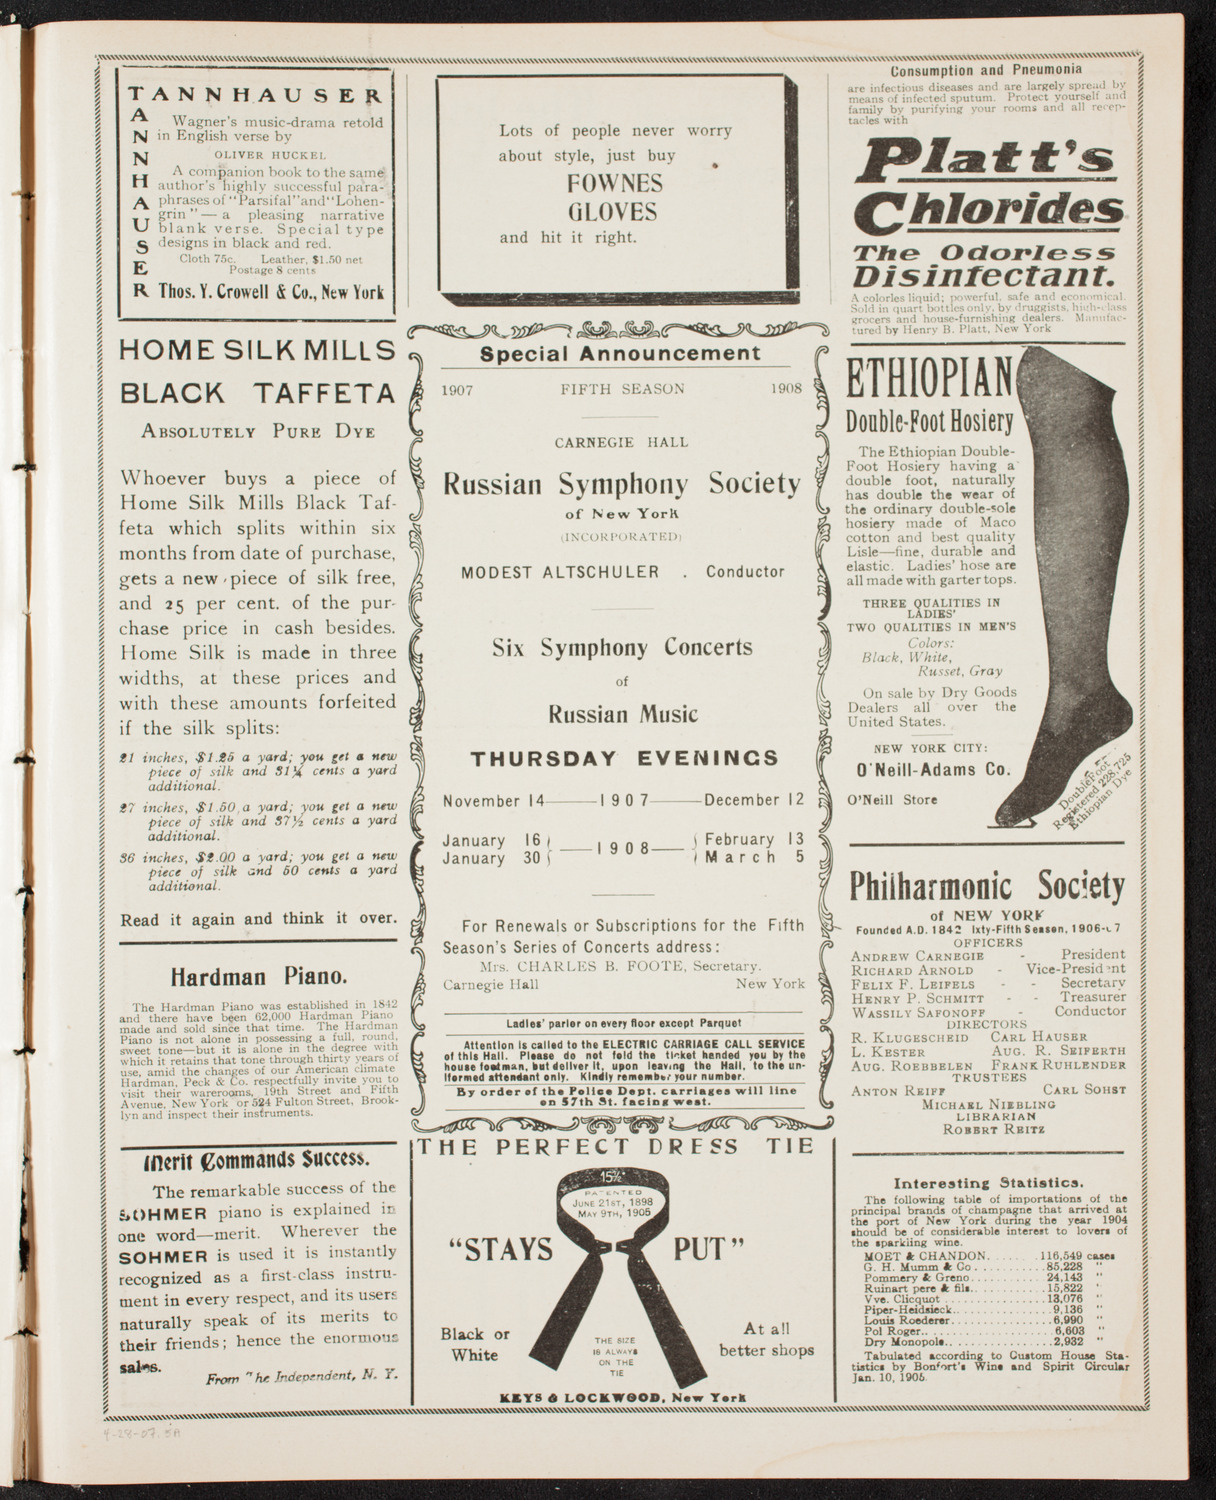 TANNHAUSER
TANNHAUSER
Wagner's music-drama retold
in English verse by
OLIVER HUCKEL
A companion book to the same
author's highly successful para-
phrases of "Parsifal" and "Lohen-
grin" — a pleasing narrative
blank verse. Special type
designs in black and red.
Cloth 75c. Leather, $1.50 net
Postage 8 cents
Thos. Y. Crowell & Co., New York
HOME SILK MILLS
BLACK TAFFETA
ABSOLUTELY PURE DYE
Whoever buys a piece of
Home Silk Mills Black Taf-
feta which splits within six
months from date of purchase,
gets a new piece of silk free,
and 25 per cent. of the pur-
chase price in cash besides.
Home Silk is made in three
widths, at these prices and
with these amounts forfeited
if the silk splits:
21 inches, $1.25 a yard; you get a new
piece of silk and 31¼ cents a yard
additional.
27 inches, $1.50 a yard; you get a new
piece of silk and 37½ cents a yard
additional.
36 inches, $2.00 a yard; you get a new
piece of silk and 50 cents a yard
additional.
Read it again and think it over.
Hardman Piano.
The Hardman Piano was established in 1842
and there have been 62,000 Hardman Piano
made and sold since that time. The Hardman
Piano is not alone in possessing a full, round,
sweet tone—but it is alone in the degree with
which it retains that tone through thirty years of
use, amid the changes of our American climate
Hardman, Peck & Co. respectfully invite you to
visit their warerooms, 19th Street and Fifth
Avenue, New York or 524 Fulton Street, Brook-
lyn and inspect their instruments.
Merit Commands Success.
The remarkable success of the
SOHMER piano is explained in
one word—merit. Wherever the
SOHMER is used it is instantly
recognized as a first-class instru-
ment in every respect, and its users
naturally speak of its merits to
their friends; hence the enormous
sales.
From The Independent, N. Y.
Lots of people never worry
about style, just buy
FOWNES
GLOVES
and hit it right.
Special Announcement
1907 FIFTH SEASON 1908
CARNEGIE HALL
Russian Symphony Society
of New York
(INCORPORATED)
MODEST ALTSCHULER . Conductor
Six Symphony Concerts
of
Russian Music
THURSDAY EVENINGS
November 14——1907——December 12
January 16 } —1908— { February 13
January 30 } { March 5
For Renewals or Subscriptions for the Fifth
Season's Series of Concerts address:
Mrs. CHARLES B. FOOTE, Secretary.
Carnegie Hall New York
Ladies' parlor on every floor except Parquet
Attention is called to the ELECTRIC CARRIAGE CALL SERVICE
of this Hall. Please do not fold the ticket handed you by the
house footman, but deliver it, upon leaving the Hall, to the un-
iformed attendant only. Kindly remember your number.
By order of the Police Dept. carriages will line
on 57th St. facing west.
THE PERFECT DRESS TIE
15½
PATENTED
JUNE 21ST, 1898
MAY 9TH, 1905
"STAYS PUT"
Black or
White
THE SIZE
IS ALWAYS
ON THE
TIE
At all
better shops
KEYS & LOCKWOOD, New York
Consumption and Pneumonia
are infectious diseases and are largely spread by
means of infected sputum. Protect yourself and
family by purifying your rooms and all recep-
tacles with
Platt's
Chlorides
The Odorless
Disinfectant.
A colorles liquid; powerful, safe and economical.
Sold in quart bottles only, by druggists, high-class
grocers and house-furnishing dealers. Manufac-
tured by Henry B. Platt, New York
ETHIOPIAN
Double-Foot Hosiery
The Ethiopian Double-
Foot Hosiery having a
double foot, naturally
has double the wear of
the ordinary double-sole
hosiery made of Maco
cotton and best quality
Lisle—fine, durable and
elastic. Ladies' hose are
all made with garter tops.
THREE QUALITIES IN
LADIES'
TWO QUALITIES IN MEN'S
Colors:
Black, White,
Russet, Gray
On sale by Dry Goods
Dealers all over the
United States.
NEW YORK CITY:
O'Neill-Adams Co.
O'Neill Store
DoubleFoot
Registered 228,725
Ethiopian Dye
Philharmonic Society
of NEW YORK
Founded A.D. 1842 ixty-Fifth Season, 1906-07
OFFICERS
ANDREW CARNEGIE - President
RICHARD ARNOLD - Vice-President
FELIX F. LEIFELS - - Secretary
HENRY P. SCHMITT - - Treasurer
WASSILY SAFONOFF - Conductor
DIRECTORS
R. KLUGESCHEID CARL HAUSER
L. KESTER AUG. R. SEIFERTH
AUG. ROEBBELEN FRANK RUHLENDER
TRUSTEES
ANTON REIFF CARL SOHST
MICHAEL NIEBLING
LIBRARIAN
ROBERT REITZ
Interesting Statistics.
The following table of importations of the
principal brands of champagne that arrived at
the port of New York during the year 1904
should be of considerable interest to lovers of
the sparkling wine.
MOET & CHANDON.......116,549 cases
G. H. Mumm & Co...........85,228 "
Pommery & Greno............24,143 "
Ruinart pere & fils............15,822 "
Vve. Clicquot................13,076 "
Piper-Heidsieck..............9,136 "
Louis Roederer...............6,990 "
Pol Roger....................6,603 "
Dry Monopole................2,932 "
Tabulated according to Custom House Sta-
tistics by Bonfort's Wine and Spirit Circular
Jan. 10, 1905.
4-28-07.5A